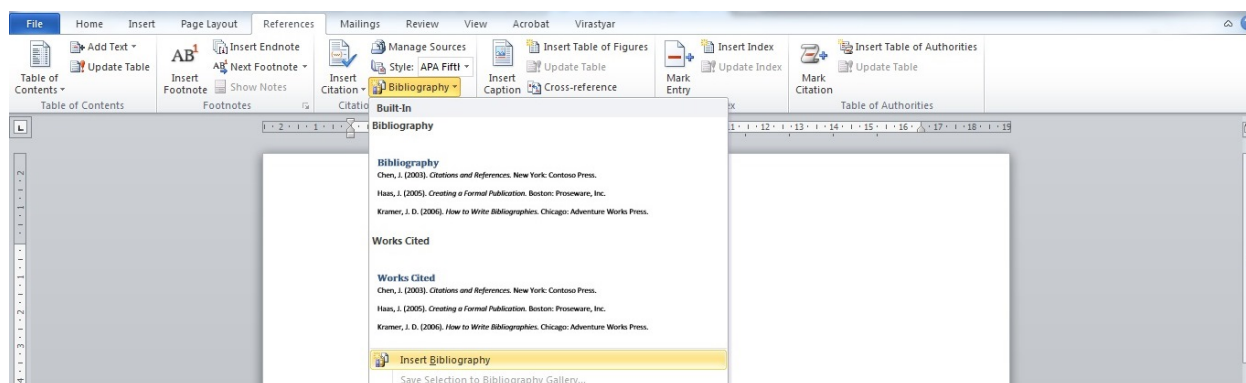 File Home Insert Page Layout References Mailings Review View Acrobat Virastyar
Table of Contents
Add Text
Update Table
Table of Contents
AB1
Insert Footnote
Insert Endnote
Next Footnote
Show Notes
Footnotes
Insert Citation
Manage Sources
Style: APA Fift
Bibliography
Citatio
Insert Caption
Insert Table of Figures
Update Table
Cross-reference
Mark Entry
Insert Index
Update Index
ex
Mark Citation
Insert Table of Authorities
Update Table
Table of Authorities
Built-In
Bibliography
Bibliography
Chen, J. (2003). Citations and References. New York: Contoso Press.
Haas, J. (2005). Creating a Formal Publication. Boston: Proseware, Inc.
Kramer, J. D. (2006). How to Write Bibliographies. Chicago: Adventure Works Press.
Works Cited
Works Cited
Chen, J. (2003). Citations and References. New York: Contoso Press.
Haas, J. (2005). Creating a Formal Publication. Boston: Proseware, Inc.
Kramer, J. D. (2006). How to Write Bibliographies. Chicago: Adventure Works Press.
Insert Bibliography
Save Selection to Bibliography Gallery...